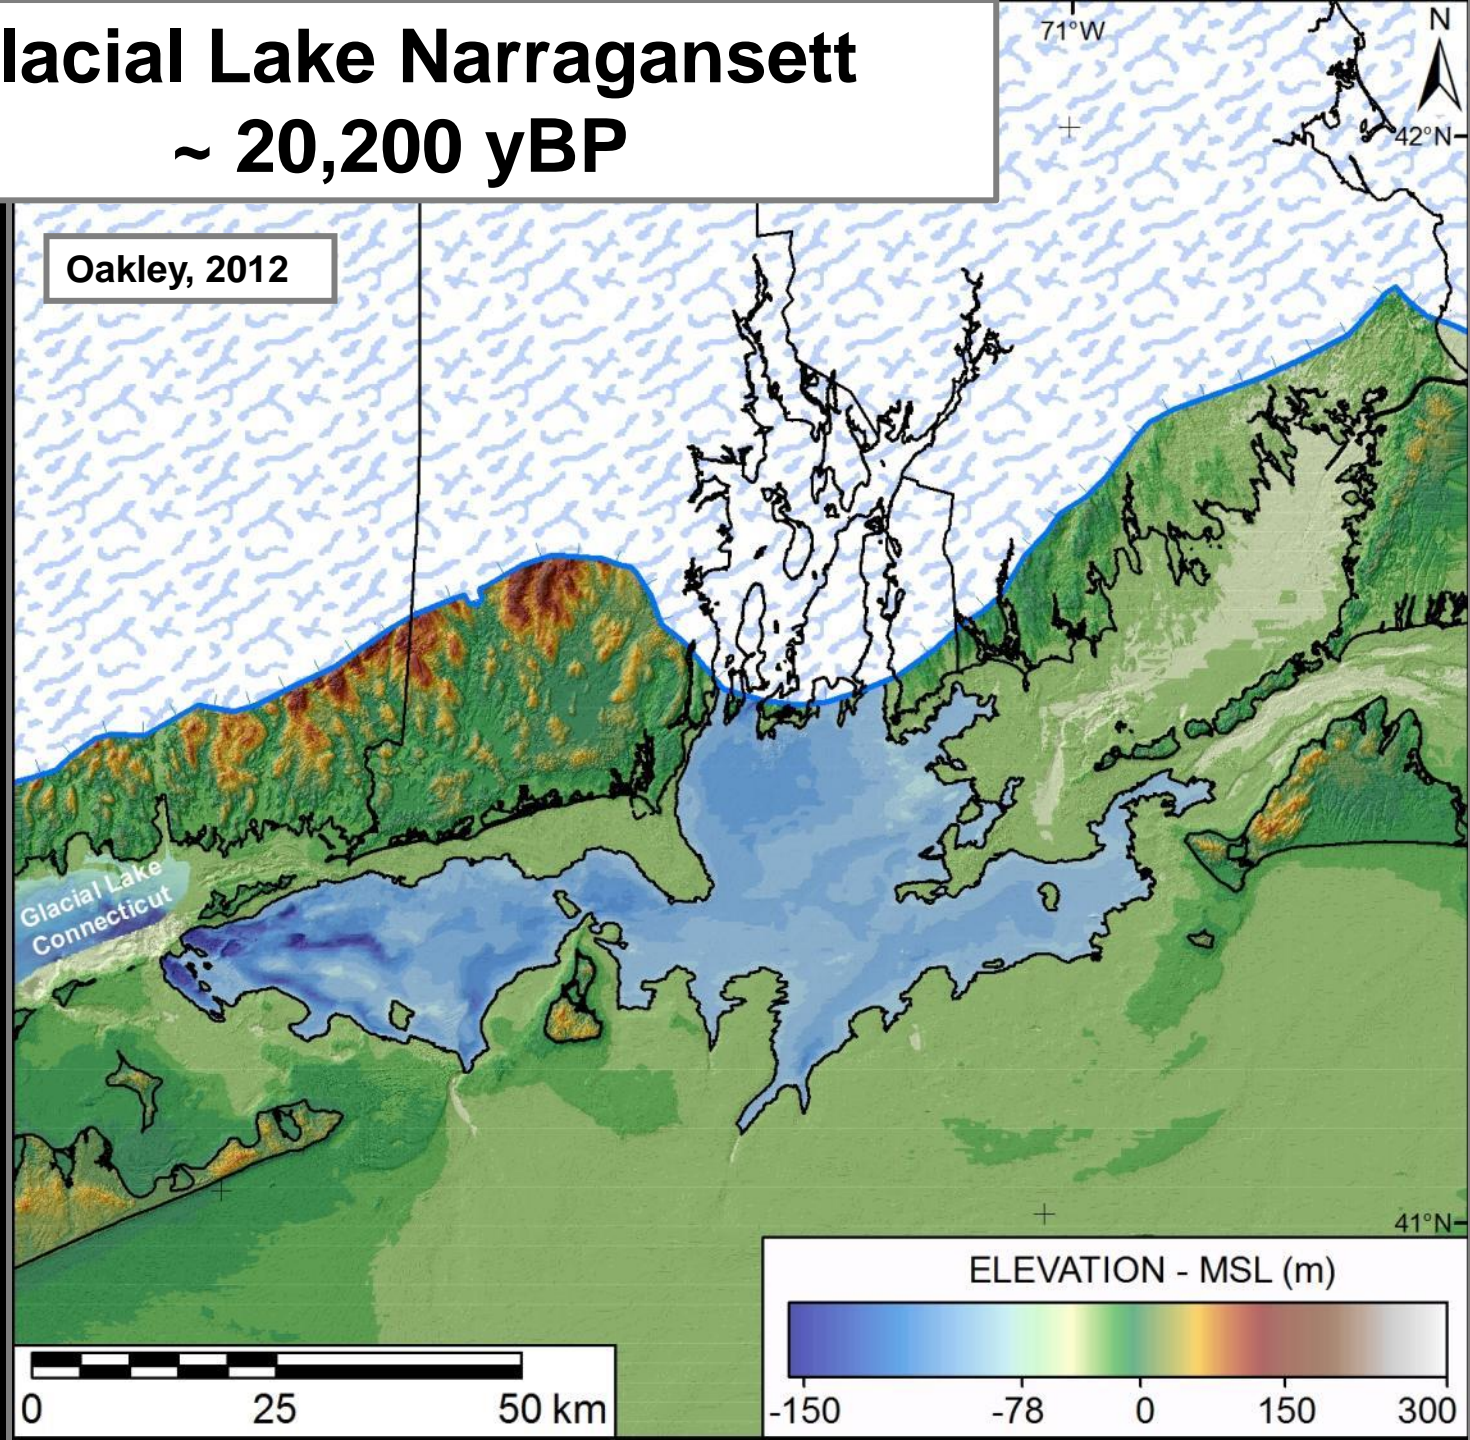 lacial Lake Narragansett
~ 20,200 yBP
71°W
N
42°N
Oakley, 2012
Glacial Lake
Connecticut
41°N
ELEVATION - MSL (m)
-150 -78 0 150 300
0 25 50 km